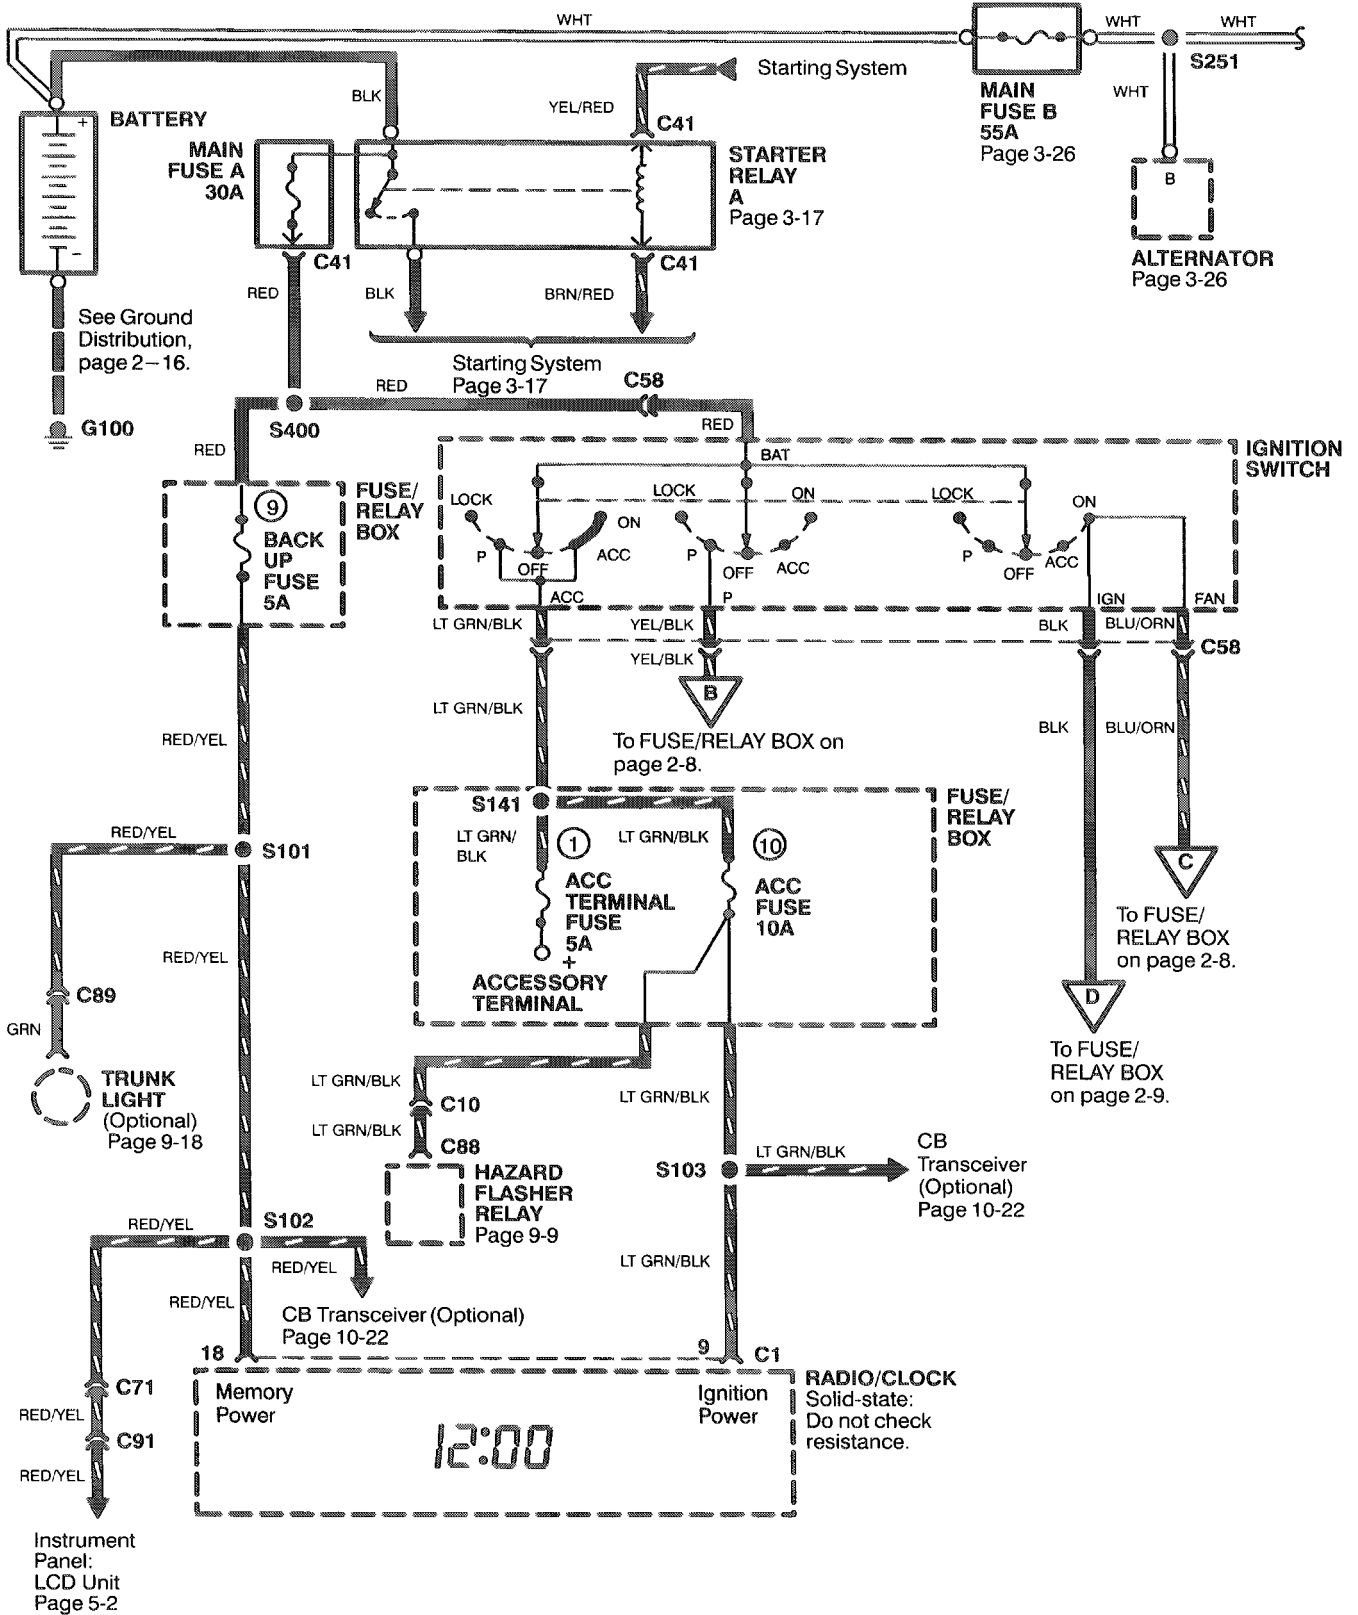 WHT
WHT
WHT
S251
WHT
MAIN
FUSE B
55A
Page 3-26
B
ALTERNATOR
Page 3-26
Starting System
YEL/RED
C41
BLK
+
BATTERY
-
MAIN
FUSE A
30A
STARTER
RELAY
A
Page 3-17
C41
C41
RED
BLK
BRN/RED
See Ground
Distribution,
page 2-16.
G100
Starting System
Page 3-17
RED
C58
S400
RED
RED
IGNITION
SWITCH
BAT
LOCK
P
OFF
ACC
ON
LOCK
P
OFF
ACC
ON
LOCK
P
OFF
ACC
ON
ACC
P
IGN
FAN
9
BACK
UP
FUSE
5A
FUSE/
RELAY
BOX
LT GRN/BLK
YEL/BLK
BLK
BLU/ORN
C58
YEL/BLK
B
To FUSE/RELAY BOX on
page 2-8.
LT GRN/BLK
BLK
BLU/ORN
RED/YEL
C
To FUSE/
RELAY BOX
on page 2-8.
D
To FUSE/
RELAY BOX
on page 2-9.
S141
FUSE/
RELAY
BOX
LT GRN/
BLK
1
LT GRN/BLK
10
ACC
TERMINAL
FUSE
5A
+
ACCESSORY
TERMINAL
ACC
FUSE
10A
RED/YEL
S101
RED/YEL
C89
GRN
TRUNK
LIGHT
(Optional)
Page 9-18
LT GRN/BLK
C10
LT GRN/BLK
C88
HAZARD
FLASHER
RELAY
Page 9-9
LT GRN/BLK
S103
LT GRN/BLK
CB
Transceiver
(Optional)
Page 10-22
LT GRN/BLK
RED/YEL
S102
RED/YEL
CB Transceiver (Optional)
Page 10-22
RED/YEL
18
9
C1
Memory
Power
Ignition
Power
12:00
RADIO/CLOCK
Solid-state:
Do not check
resistance.
C71
RED/YEL
C91
RED/YEL
Instrument
Panel:
LCD Unit
Page 5-2